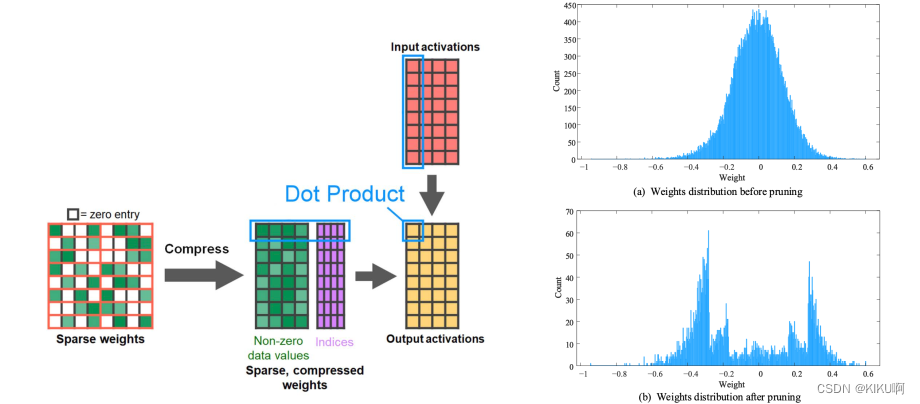 Input activations
Dot Product
= zero entry
Compress
Sparse weights
Non-zero
data values
Indices
Sparse, compressed
weights
Output activations
450
400
350
300
250
200
150
100
50
0
Count
−1
−0.8
−0.6
−0.4
−0.2
0
0.2
0.4
0.6
Weight
(a) Weights distribution before pruning
70
60
50
40
30
20
10
0
Count
−1
−0.8
−0.6
−0.4
−0.2
0
0.2
0.4
0.6
Weight
(b) Weights distribution after pruning
CSDN @KIKU啊